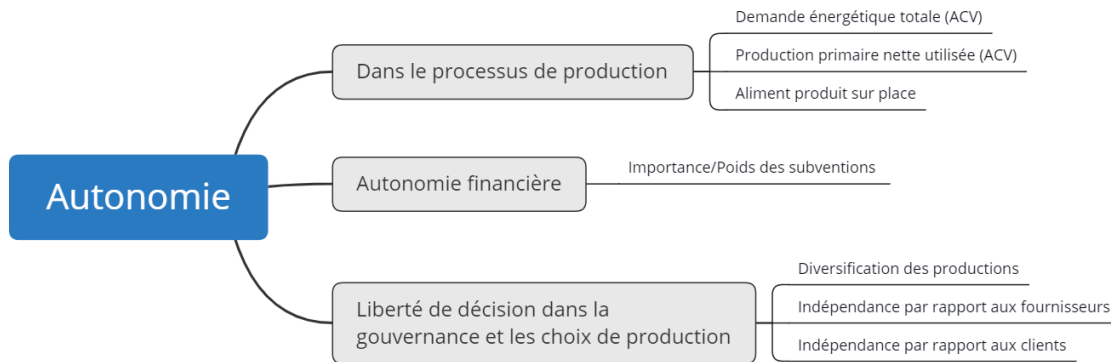 Autonomie
Dans le processus de production
Demande énergétique totale (ACV)
Production primaire nette utilisée (ACV)
Aliment produit sur place
Autonomie financière
Importance/Poids des subventions
Liberté de décision dans la
gouvernance et les choix de production
Diversification des productions
Indépendance par rapport aux fournisseurs
Indépendance par rapport aux clients